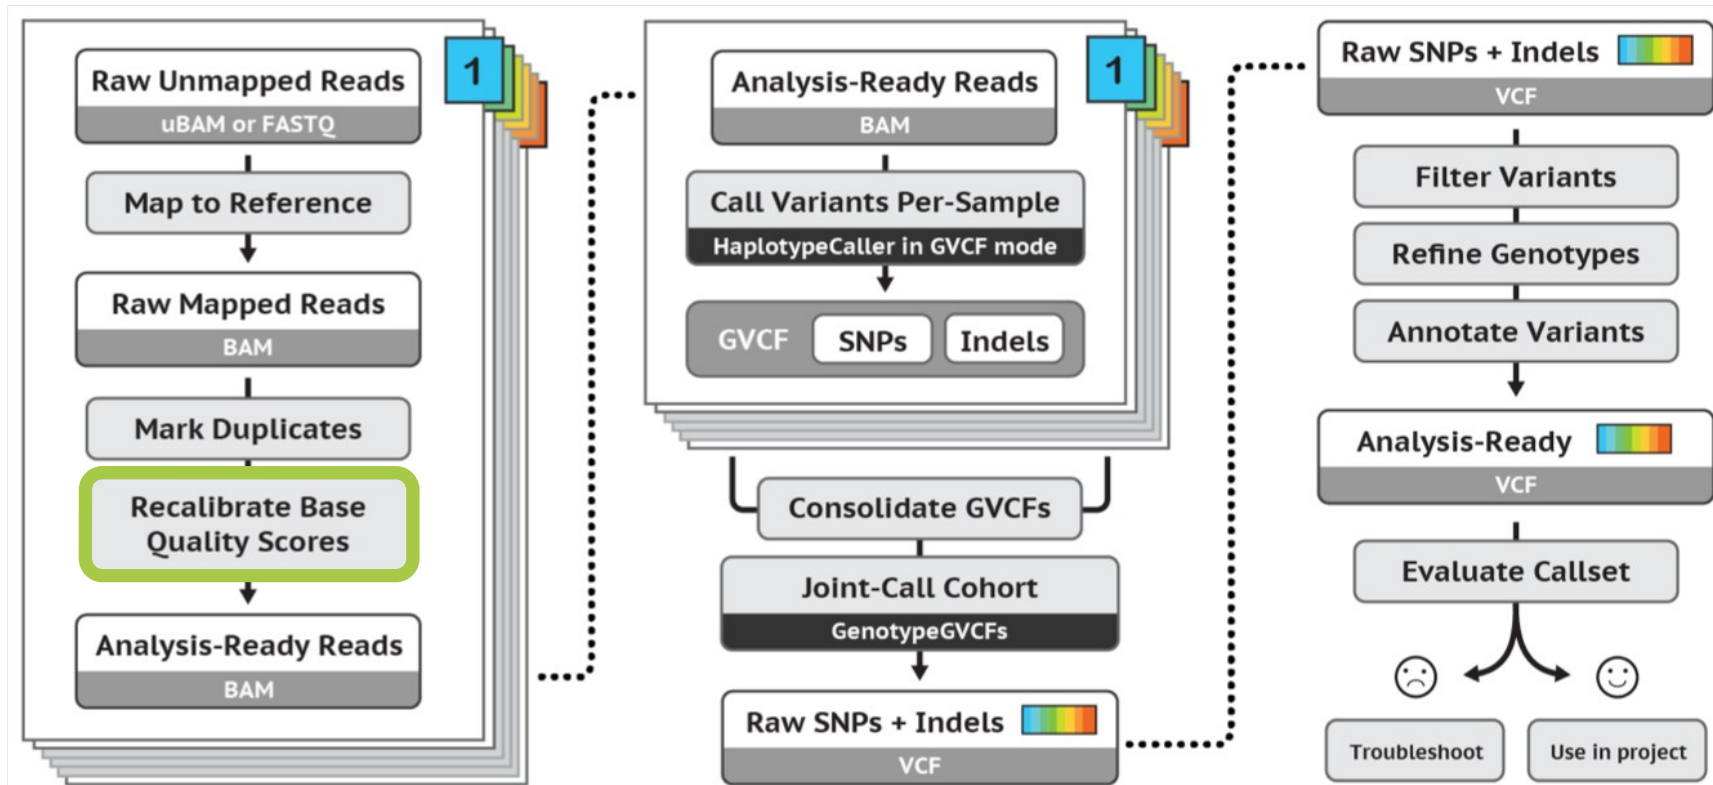 Raw Unmapped Reads
uBAM or FASTQ
1
Map to Reference
Raw Mapped Reads
BAM
Mark Duplicates
Recalibrate Base
Quality Scores
Analysis-Ready Reads
BAM
Analysis-Ready Reads
BAM
1
Call Variants Per-Sample
HaplotypeCaller in GVCF mode
GVCF SNPs Indels
Consolidate GVCFs
Joint-Call Cohort
GenotypeGVCFs
Raw SNPs + Indels
VCF
Raw SNPs + Indels
VCF
Filter Variants
Refine Genotypes
Annotate Variants
Analysis-Ready
VCF
Evaluate Callset
Troubleshoot
Use in project